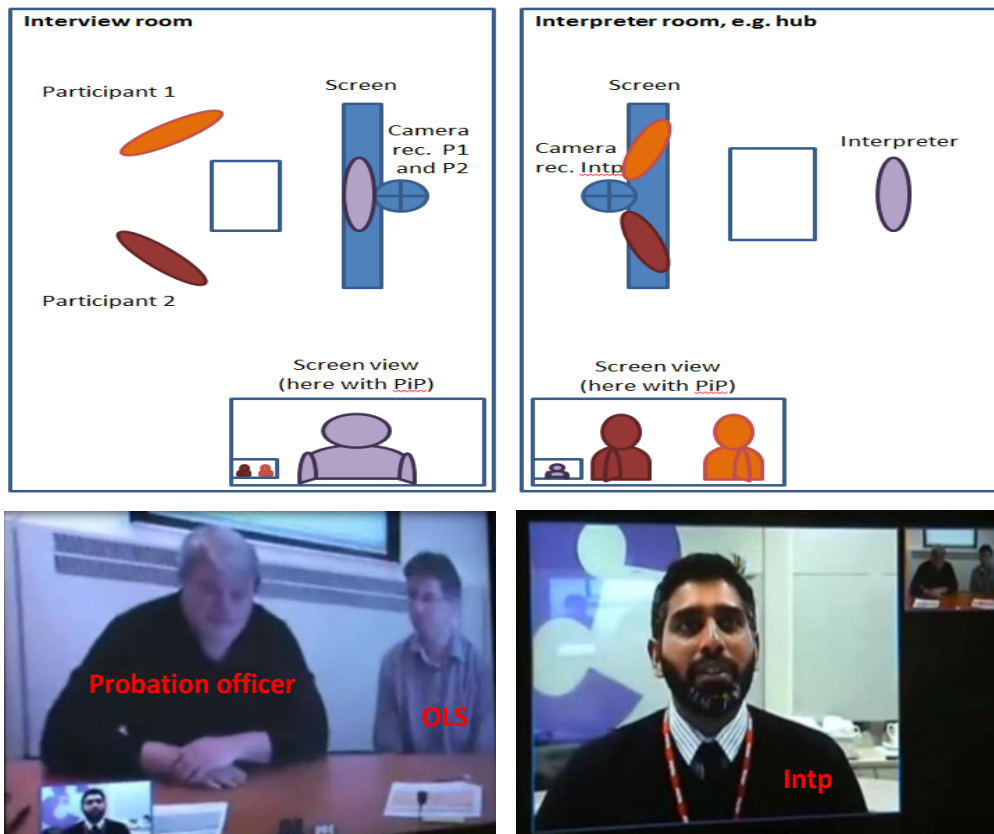 Interview room
Participant 1
Screen
Camera
rec. P1
and P2
Participant 2
Screen view
(here with PiP)
Interpreter room, e.g. hub
Screen
Camera
rec. Intp
Interpreter
Screen view
(here with PiP)
Probation officer
OLS
Intp